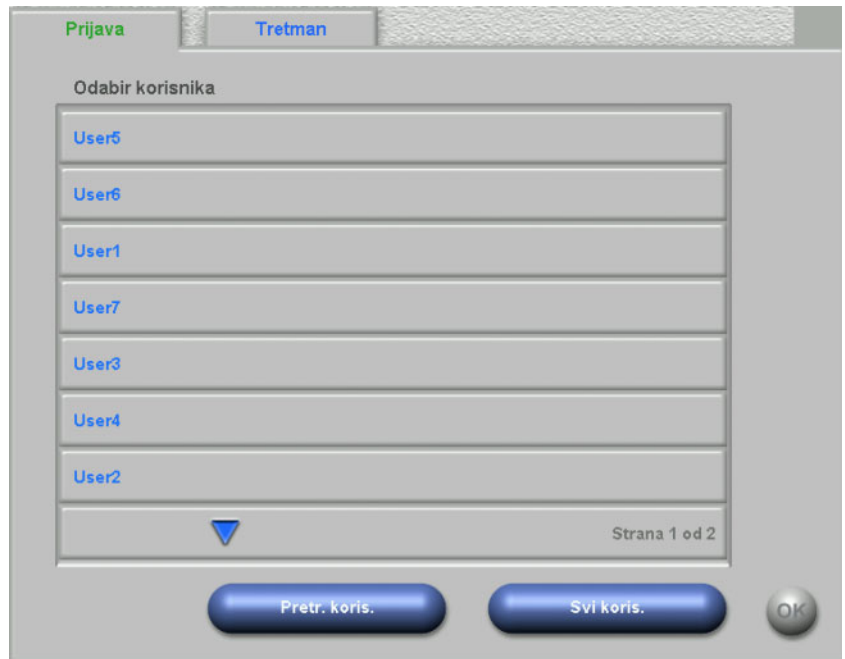 Prijava Tretman
Odabir korisnika
User5
User6
User1
User7
User3
User4
User2
Strana 1 od 2
Pretr. koris. Svi koris. OK